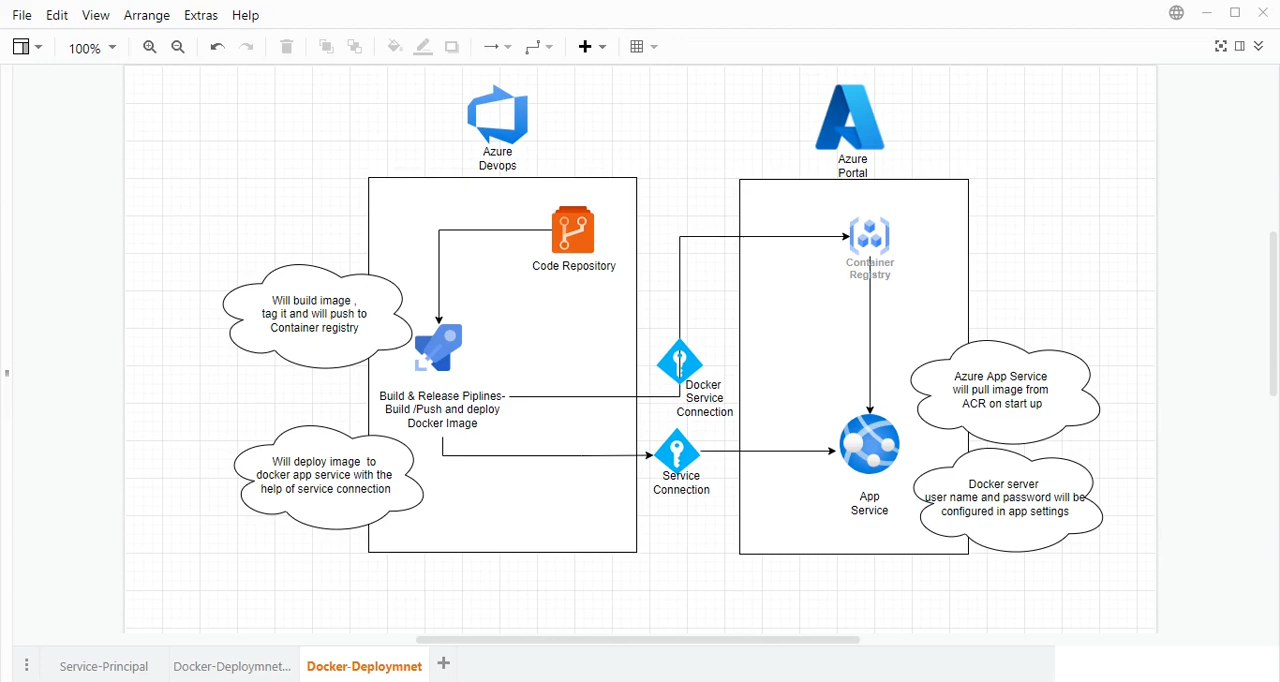 File Edit View Arrange Extras Help
100%
Azure
Devops
Azure
Portal
Code Repository
Container
Registry
Will build image ,
tag it and will push to
Container registry
Build & Release Piplines-
Build /Push and deploy
Docker Image
Docker
Service
Connection
Azure App Service
will pull image from
ACR on start up
Will deploy image to
docker app service with the
help of service connection
Service
Connection
App
Service
Docker server
user name and password will be
configured in app settings
Service-Principal Docker-Deploymnet... Docker-Deploymnet